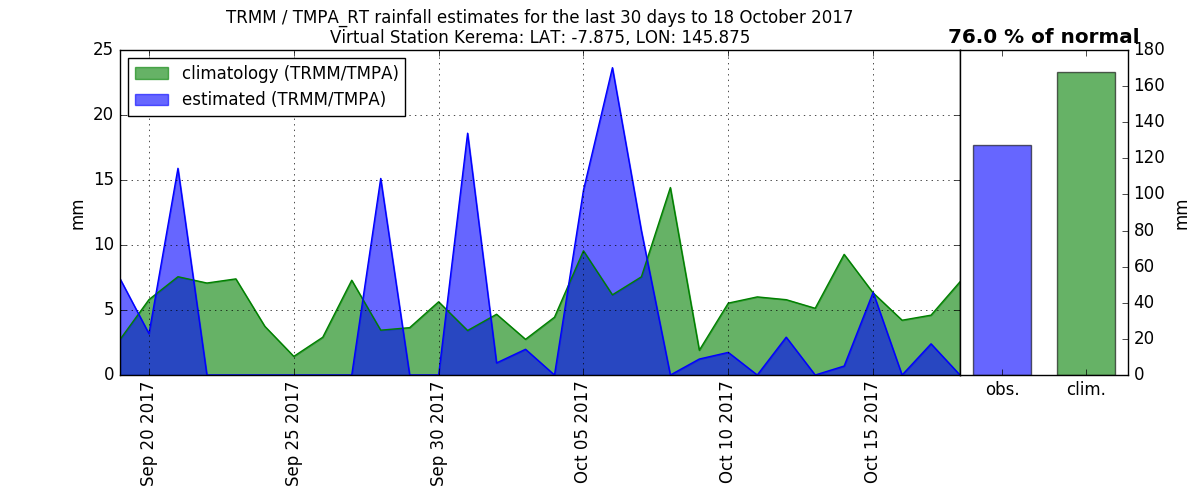 TRMM / TMPA_RT rainfall estimates for the last 30 days to 18 October 2017
Virtual Station Kerema: LAT: -7.875, LON: 145.875
76.0 % of normal
climatology (TRMM/TMPA)
estimated (TRMM/TMPA)
25
20
15
10
5
0
mm
Sep 20 2017
Sep 25 2017
Sep 30 2017
Oct 05 2017
Oct 10 2017
Oct 15 2017
180
160
140
120
100
80
60
40
20
0
mm
obs.
clim.